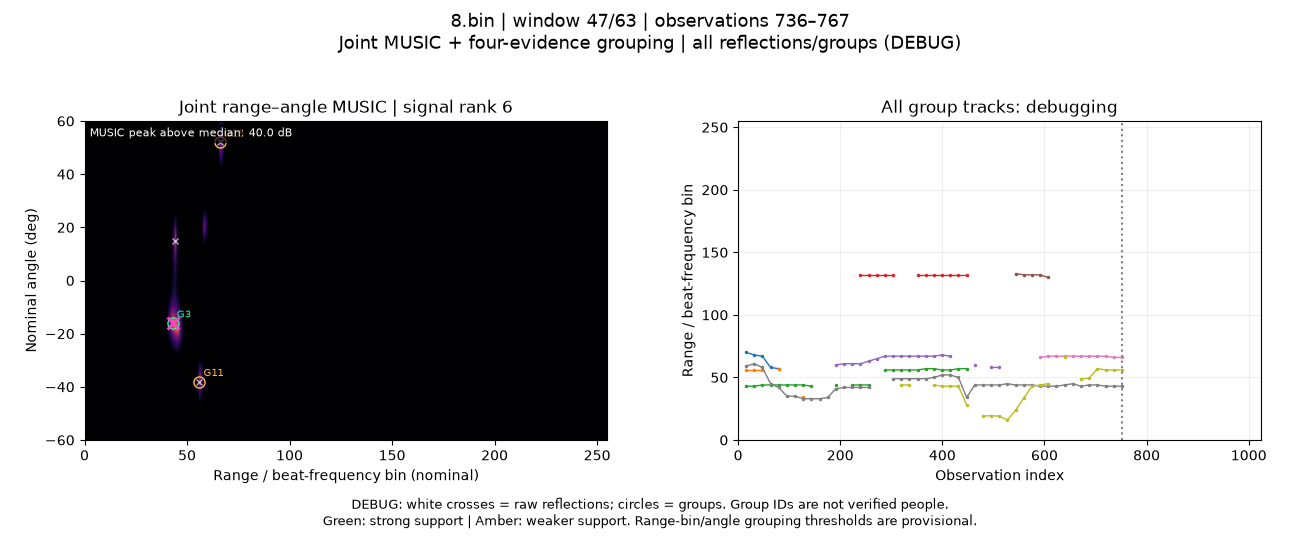 8.bin | window 47/63 | observations 736–767
Joint MUSIC + four-evidence grouping | all reflections/groups (DEBUG)
Joint range–angle MUSIC | signal rank 6
MUSIC peak above median: 40.0 dB
60
40
20
0
−20
−40
−60
Nominal angle (deg)
G3
G11
0
50
100
150
200
250
Range / beat-frequency bin (nominal)
All group tracks: debugging
250
200
150
100
50
0
Range / beat-frequency bin
0
200
400
600
800
1000
Observation index
DEBUG: white crosses = raw reflections; circles = groups. Group IDs are not verified people.
Green: strong support | Amber: weaker support. Range-bin/angle grouping thresholds are provisional.